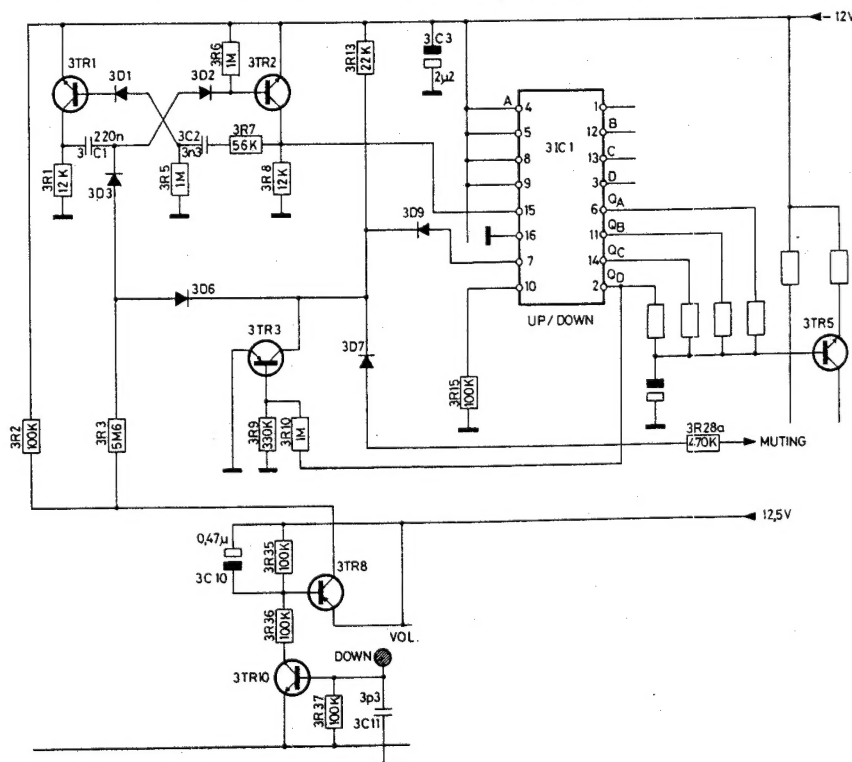 – 12V
3TR1
3D1
3D2
3R6
1M
3TR2
3R13
22K
3C3
2µ2
220n
3C1
3C2
3n3
3R7
56K
3R1
12K
3D3
3R5
1M
3R8
12K
3D9
A
4
5
8
9
15
16
7
10
3IC1
1
12
13
3
6
11
14
2
B
C
D
QA
QB
QC
QD
UP/DOWN
3D6
3TR3
3D7
3TR5
3R15
100K
3R2
100K
3R3
5M6
3R9
330K
3R10
1M
3R28a
470K
MUTING
12,5V
0,47µ
3C10
3R35
100K
3TR8
3R36
100K
VOL.
DOWN
3TR10
3R37
100K
3p3
3C11